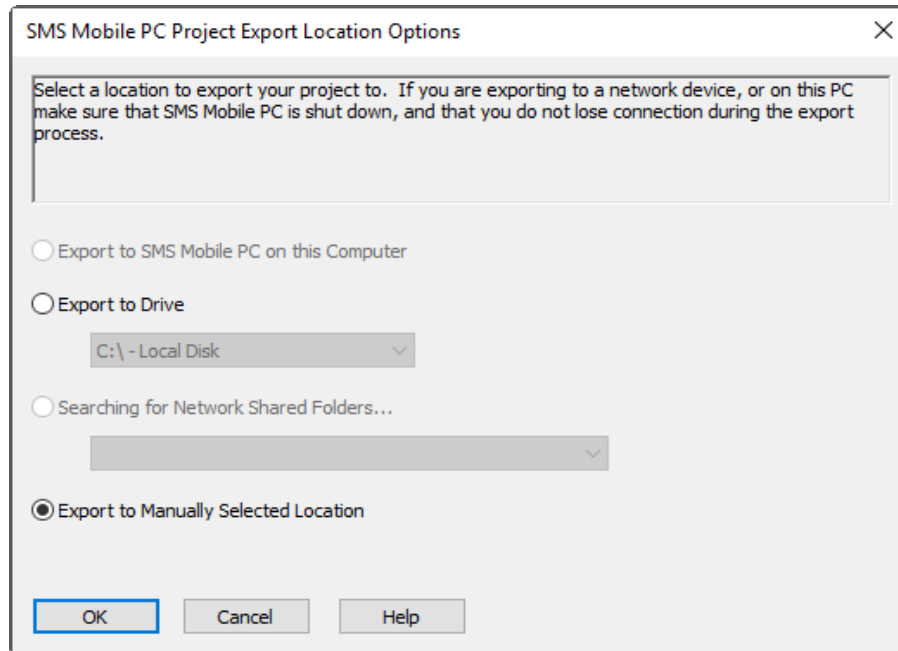 SMS Mobile PC Project Export Location Options
Select a location to export your project to.  If you are exporting to a network device, or on this PC
make sure that SMS Mobile PC is shut down, and that you do not lose connection during the export
process.
Export to SMS Mobile PC on this Computer
Export to Drive
C:\ - Local Disk
Searching for Network Shared Folders...
Export to Manually Selected Location
OK Cancel Help